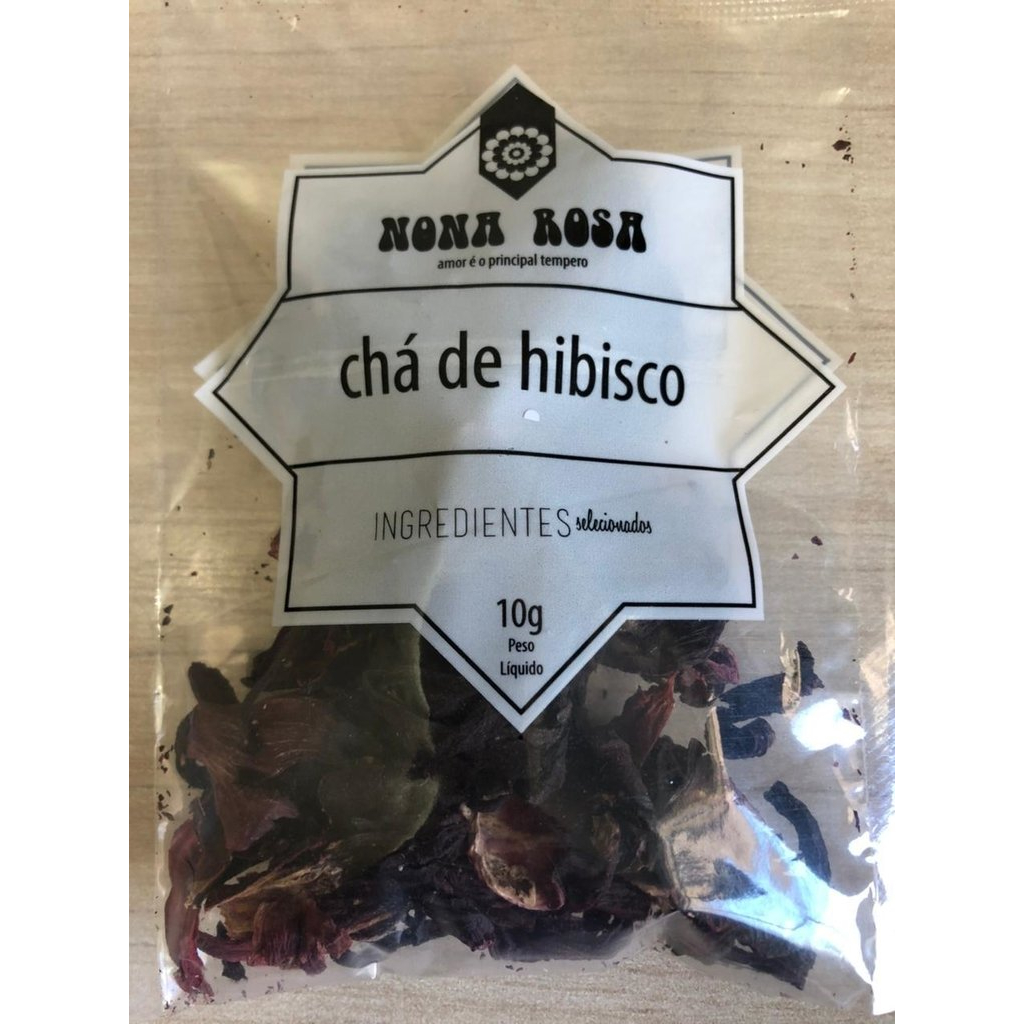 NONA ROSA
amor é o principal tempero
chá de hibisco
INGREDIENTES selecionados
10g
Peso
Líquido